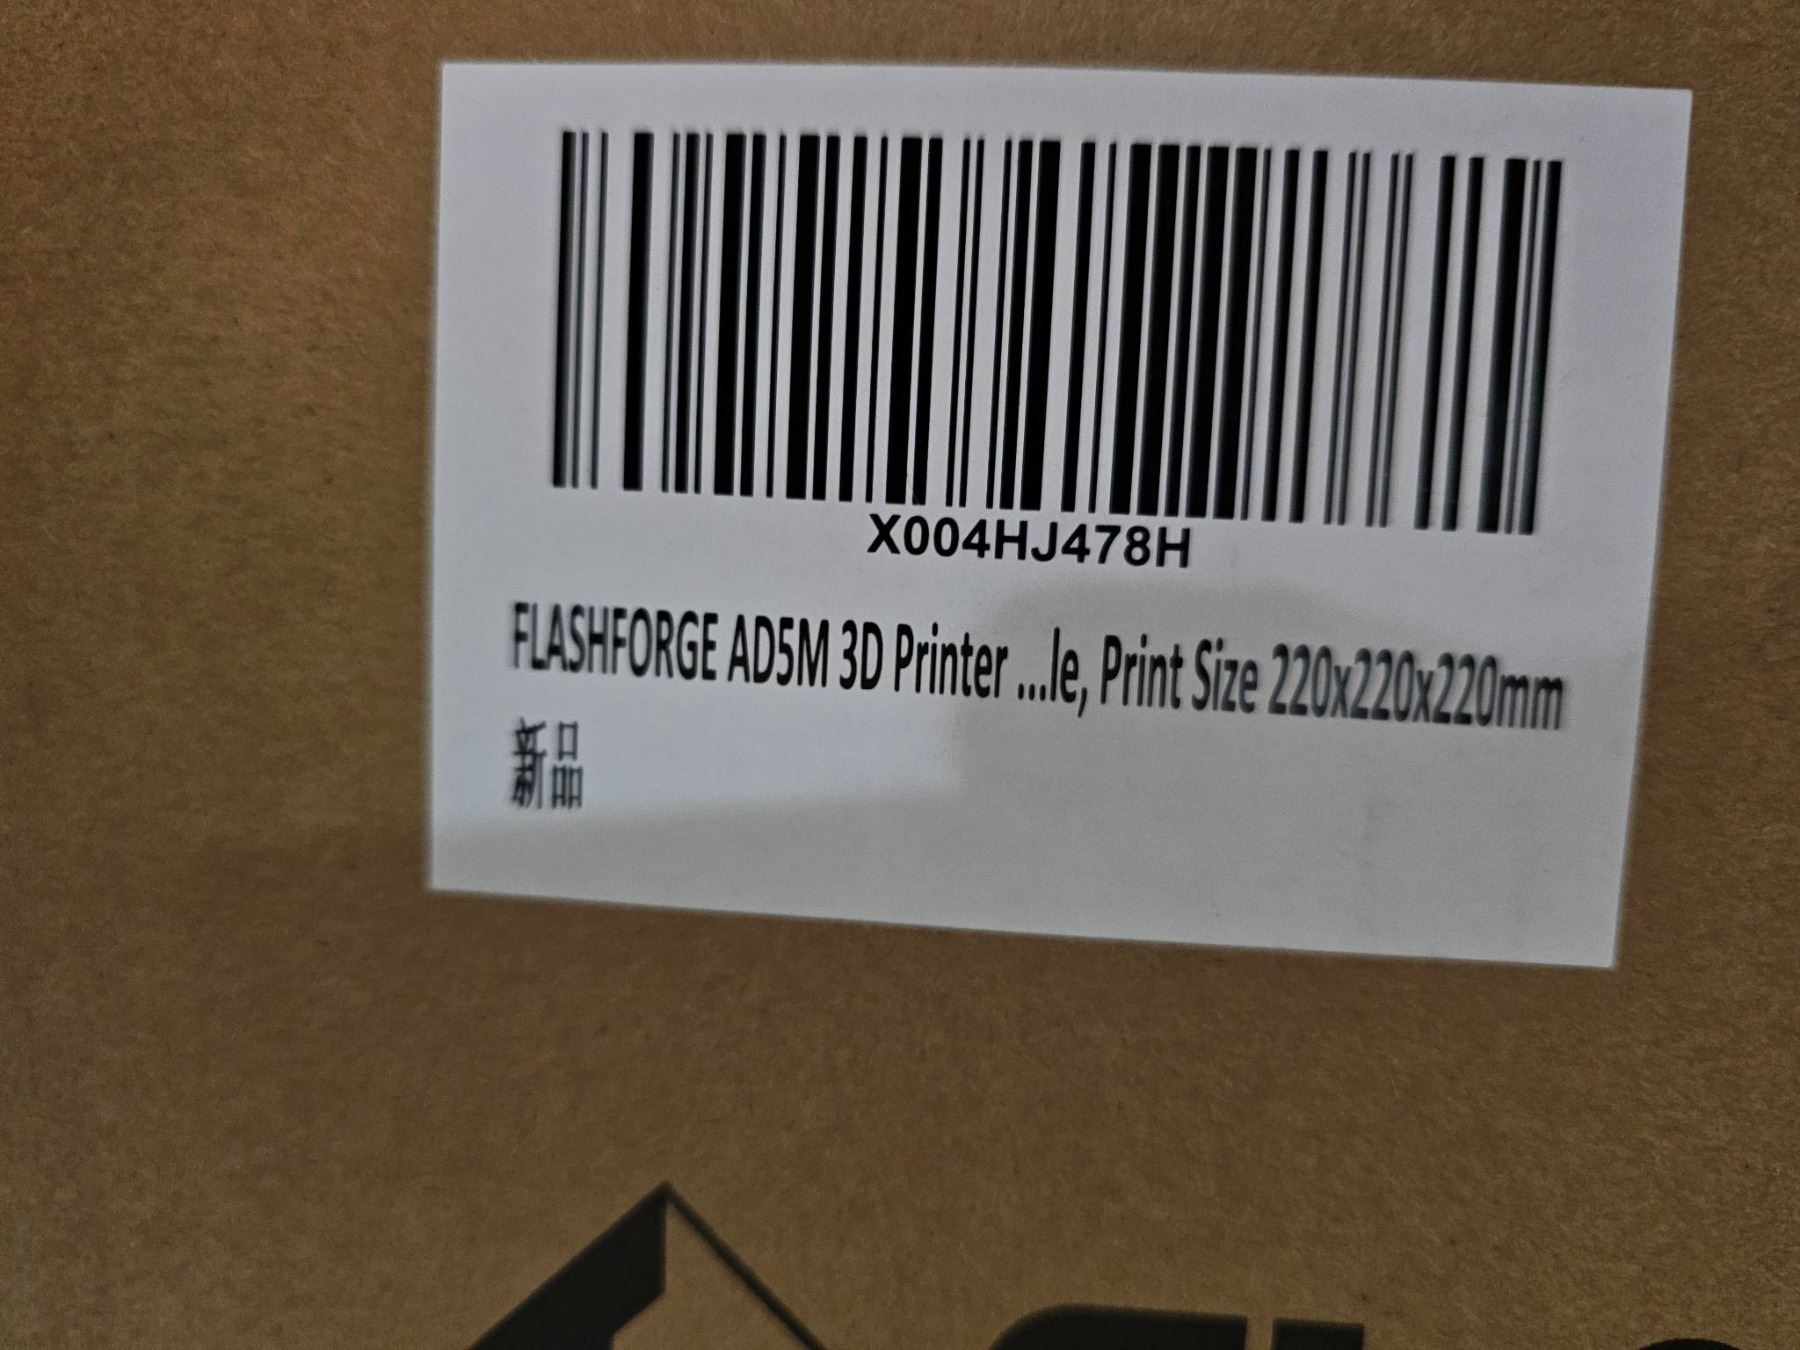 X004HJ478H
FLASHFORGE AD5M 3D Printer ...le, Print Size 220x220x220mm
新品